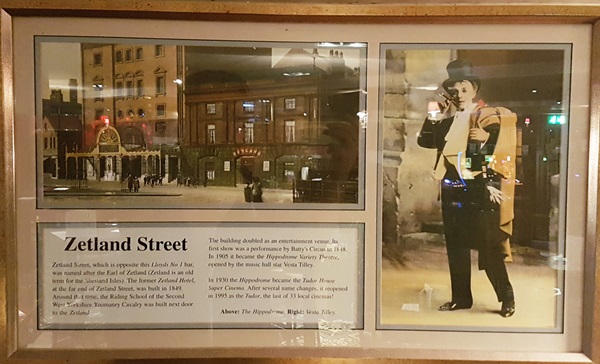 Zetland Street
Zetland Street, which is opposite this Lloyds No 1 bar,
was named after the Earl of Zetland (Zetland is an old
term for the Shetland Isles). The former Zetland Hotel,
at the far end of Zetland Street, was built in 1849.
Around that time, the Riding School of the Second
West Yorkshire Yeomanry Cavalry was built next door
to the Zetland.
The building doubled as an entertainment venue. Its
first show was a performance by Batty's Circus in 1848.
In 1905 it became the Hippodrome Variety Theatre,
opened by the music hall star Vesta Tilley.
In 1930 the Hippodrome became the Tudor House
Super Cinema. After several name changes, it reopened
in 1995 as the Tudor, the last of 33 local cinemas!
Above: The Hippodrome. Right: Vesta Tilley.